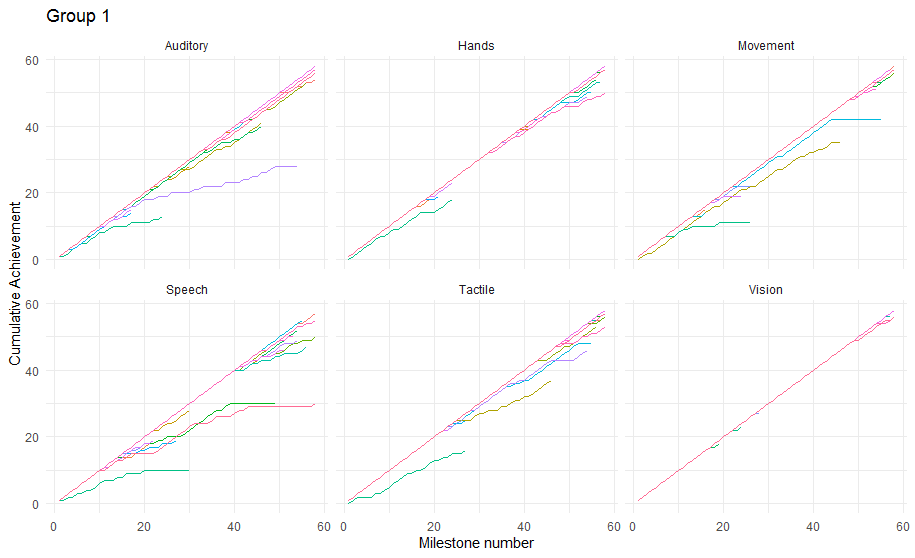 Group 1
Auditory Hands Movement
60
40
20
0
Speech Tactile Vision
60
40
20
0
0 20 40 60 0 20 40 60 0 20 40 60
Milestone number
Cumulative Achievement